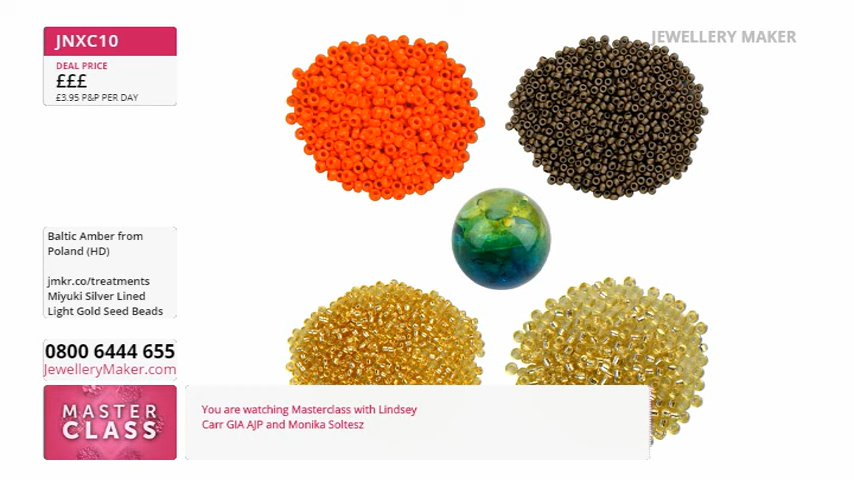 JNXC10
DEAL PRICE
£££
£3.95 P&P PER DAY
JEWELLERY MAKER
Baltic Amber from
Poland (HD)
jmkr.co/treatments
Miyuki Silver Lined
Light Gold Seed Beads
0800 6444 655
JewelleryMaker.com
MASTER
CLASS
You are watching Masterclass with Lindsey
Carr GIA AJP and Monika Soltesz